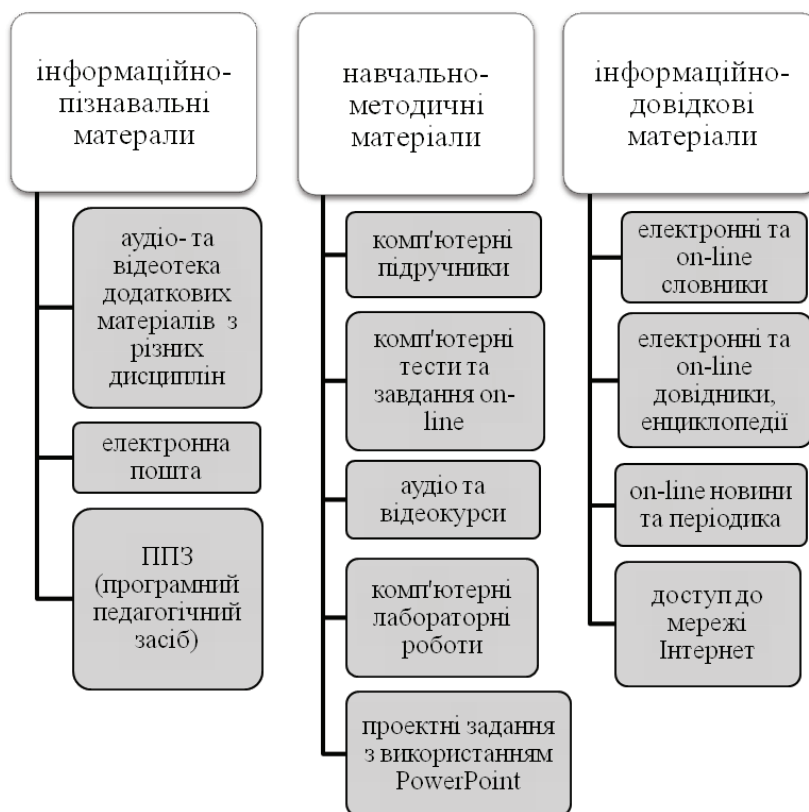 інформаційно-
пізнавальні
матерали
аудіо- та
відеотека
додаткових
матеріалів з
різних
дисциплін
електронна
пошта
ППЗ
(програмний
педагогічний
засіб)
навчально-
методичні
матеріали
комп'ютерні
підручники
комп'ютерні
тести та
завдання on-
line
аудіо та
відеокурси
комп'ютерні
лабораторні
роботи
проектні задання
з використанням
PowerPoint
інформаційно-
довідкові
матеріали
електронні та
on-line
словники
електронні та
on-line
довідники,
енциклопедії
on-line новини
та періодика
доступ до
мережі
Інтернет